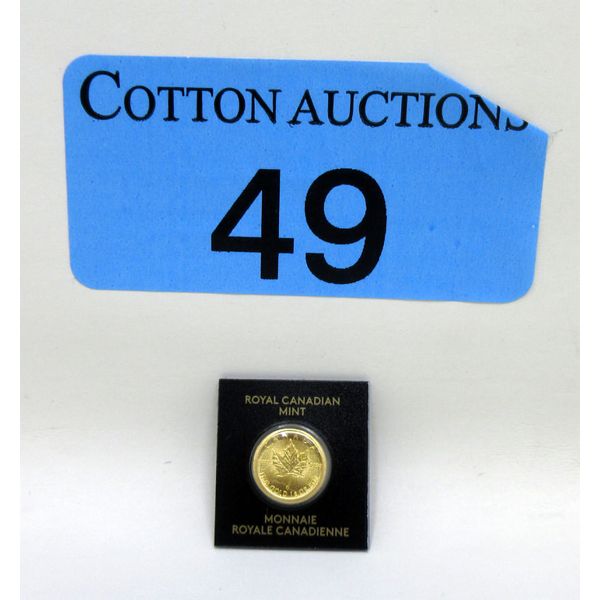 COTTON AUCTIONS
49
ROYAL CANADIAN
MINT
MONNAIE
ROYALE CANADIENNE